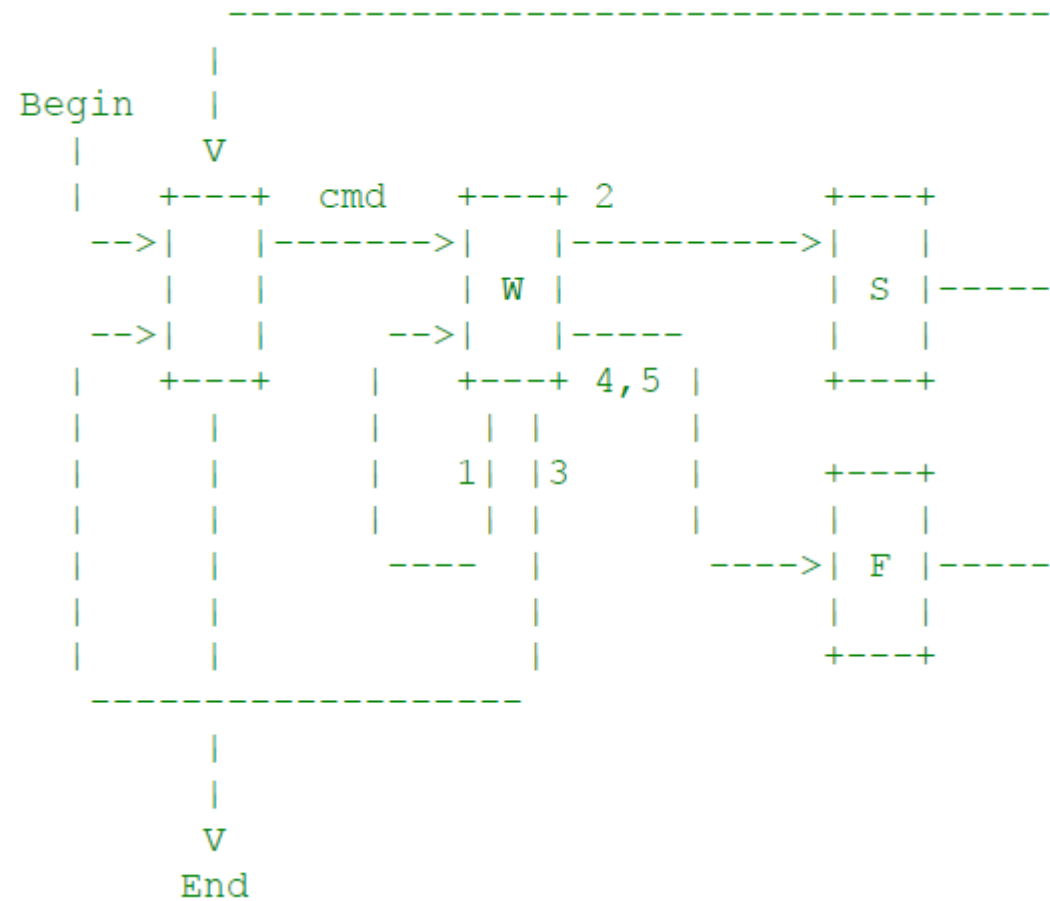 ------------------------------------
                 |
Begin            |
  |              V
  |          +---+    cmd     +---+ 2              +---+
   -->|   |------->|   |---------->|   |
      |   |        | W |           | S |-----
   -->|   |     -->|   |-----      |   |
  |   +---+    |   +---+ 4,5 |     +---+
  |     |      |    | |      |
  |     |      |   1| |3     |     +---+
  |     |      |    | |      |     |   |
  |     |       ----  |       ---->| F |-----
  |     |             |            |   |
  |     |             |            +---+
   -------------------
        |
        |
        V
       End